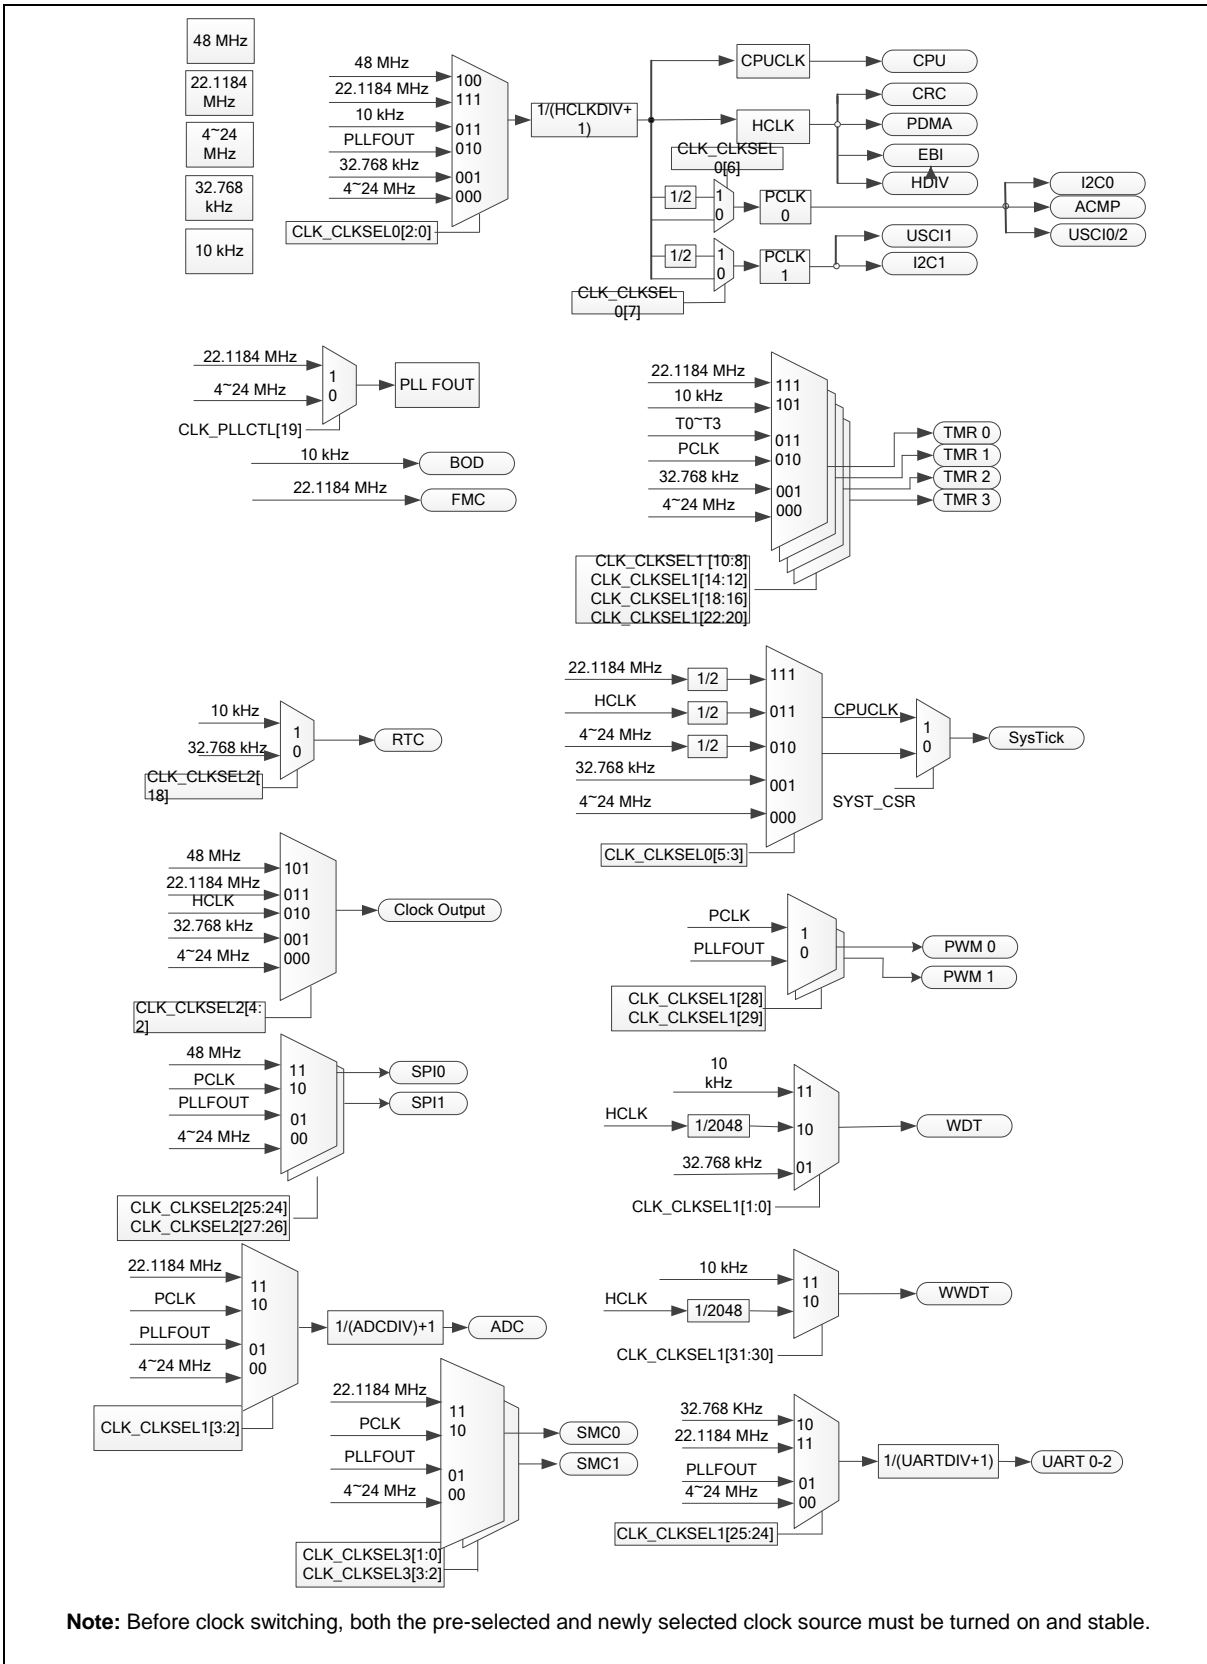 48 MHz
22.1184
MHz
4~24
MHz
32.768
kHz
10 kHz
48 MHz
22.1184 MHz
10 kHz
PLLFOUT
32.768 kHz
4~24 MHz
100
111
011
010
001
000
CLK_CLKSEL0[2:0]
1/(HCLKDIV+
1)
CPUCLK
CPU
HCLK
CRC
PDMA
EBI
HDIV
CLK_CLKSEL
0[6]
1/2
1
0
PCLK
0
I2C0
ACMP
USCI0/2
1/2
1
0
PCLK
1
USCI1
I2C1
CLK_CLKSEL
0[7]
22.1184 MHz
4~24 MHz
1
0
PLL FOUT
CLK_PLLCTL[19]
10 kHz
BOD
22.1184 MHz
FMC
22.1184 MHz
10 kHz
T0~T3
PCLK
32.768 kHz
4~24 MHz
111
101
011
010
001
000
TMR 0
TMR 1
TMR 2
TMR 3
CLK_CLKSEL1 [10:8]
CLK_CLKSEL1[14:12]
CLK_CLKSEL1[18:16]
CLK_CLKSEL1[22:20]
10 kHz
32.768 kHz
1
0
RTC
CLK_CLKSEL2[
18]
22.1184 MHz
1/2
HCLK
1/2
4~24 MHz
1/2
32.768 kHz
4~24 MHz
111
011
010
001
000
CPUCLK
1
0
SysTick
SYST_CSR
CLK_CLKSEL0[5:3]
48 MHz
22.1184 MHz
HCLK
32.768 kHz
4~24 MHz
101
011
010
001
000
Clock Output
CLK_CLKSEL2[4:
2]
PCLK
PLLFOUT
1
0
PWM 0
PWM 1
CLK_CLKSEL1[28]
CLK_CLKSEL1[29]
48 MHz
PCLK
PLLFOUT
4~24 MHz
11
10
01
00
SPI0
SPI1
CLK_CLKSEL2[25:24]
CLK_CLKSEL2[27:26]
10
kHz
HCLK
1/2048
32.768 kHz
11
10
01
WDT
CLK_CLKSEL1[1:0]
22.1184 MHz
PCLK
PLLFOUT
4~24 MHz
11
10
01
00
1/(ADCDIV)+1
ADC
CLK_CLKSEL1[3:2]
10 kHz
HCLK
1/2048
11
10
WWDT
CLK_CLKSEL1[31:30]
22.1184 MHz
PCLK
PLLFOUT
4~24 MHz
11
10
01
00
SMC0
SMC1
CLK_CLKSEL3[1:0]
CLK_CLKSEL3[3:2]
32.768 KHz
22.1184 MHz
PLLFOUT
4~24 MHz
10
11
01
00
1/(UARTDIV+1)
UART 0-2
CLK_CLKSEL1[25:24]
Note: Before clock switching, both the pre-selected and newly selected clock source must be turned on and stable.